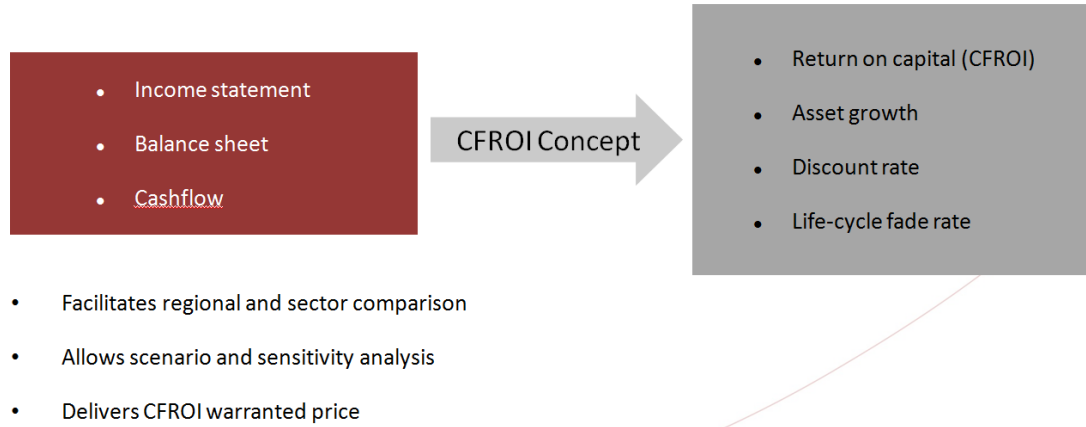 • Income statement
• Balance sheet
• Cashflow
CFROI Concept
• Return on capital (CFROI)
• Asset growth
• Discount rate
• Life-cycle fade rate
• Facilitates regional and sector comparison
• Allows scenario and sensitivity analysis
• Delivers CFROI warranted price